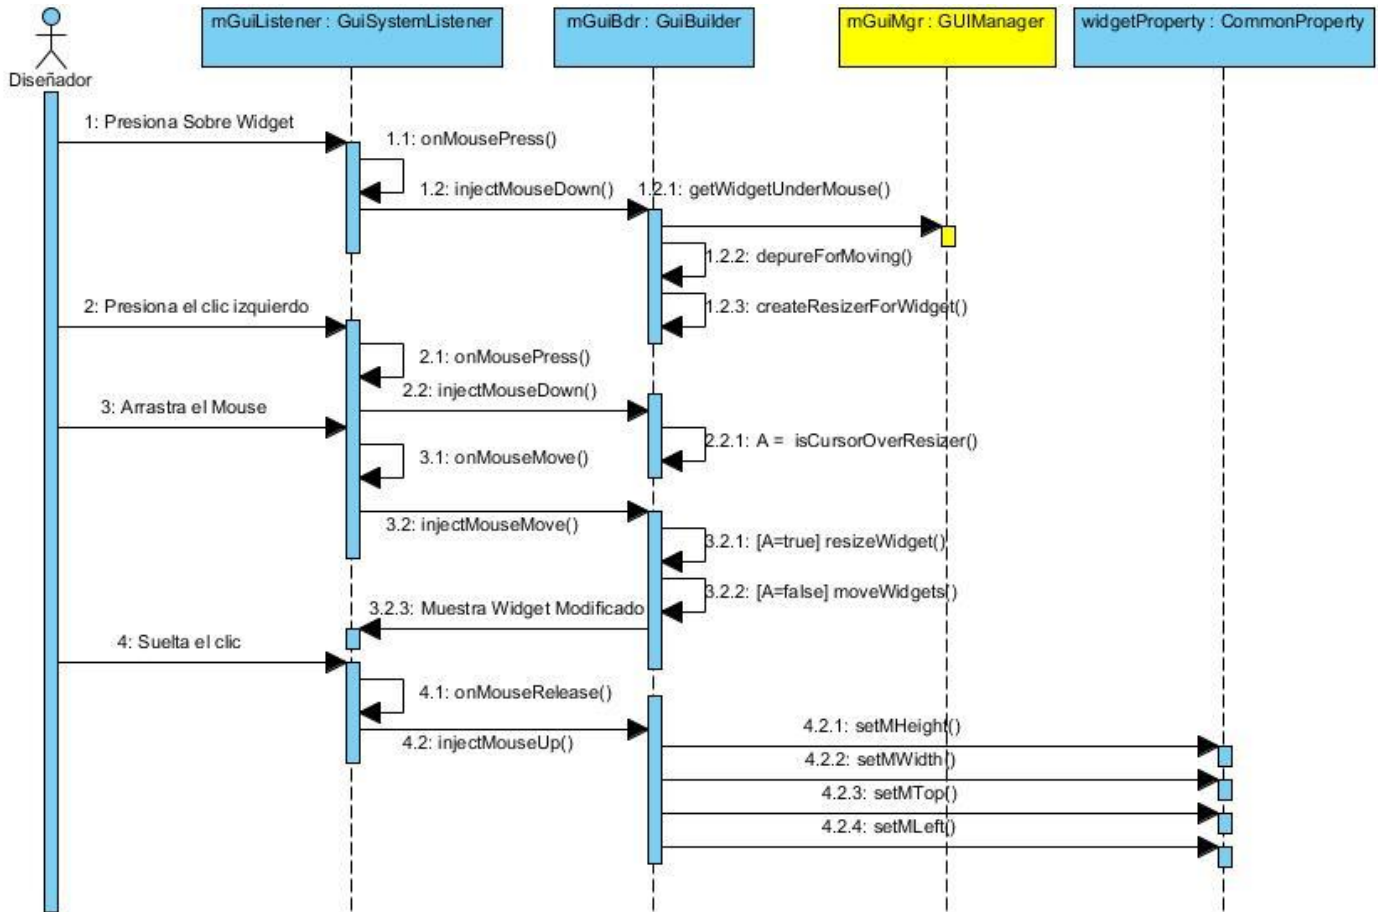 mGuiListener : GuiSystemListener
mGuiBdr : GuiBuilder
mGuiMgr : GUIManager
widgetProperty : CommonProperty
Diseñador
1: Presiona Sobre Widget
1.1: onMousePress()
1.2: injectMouseDown()
1.2.1: getWidgetUnderMouse()
1.2.2: depureForMoving()
1.2.3: createResizerForWidget()
2: Presiona el clic izquierdo
2.1: onMousePress()
2.2: injectMouseDown()
3: Arrastra el Mouse
2.2.1: A = isCursorOverResizer()
3.1: onMouseMove()
3.2: injectMouseMove()
3.2.1: [A=true] resizeWidget()
3.2.2: [A=false] moveWidgets()
3.2.3: Muestra Widget Modificado
4: Suelta el clic
4.1: onMouseRelease()
4.2: injectMouseUp()
4.2.1: setMHeight()
4.2.2: setMWidth()
4.2.3: setMTop()
4.2.4: setMLeft()